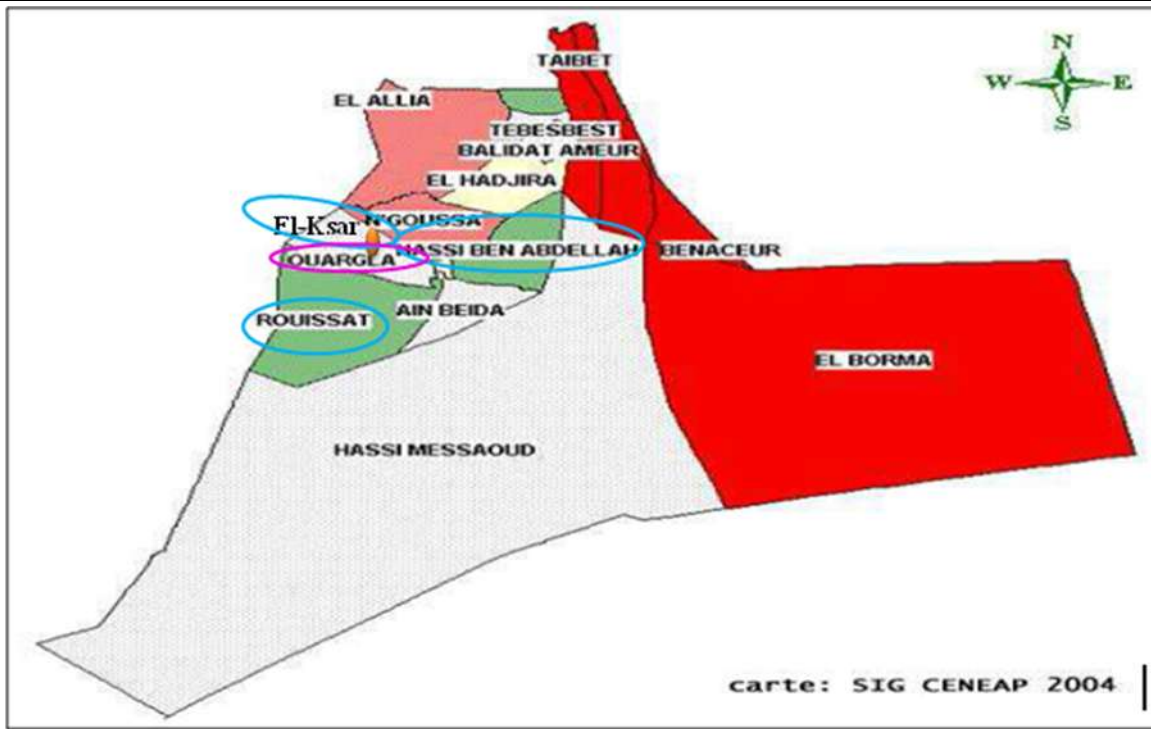 TAIBET
N
W E
S
EL ALLIA
TEBESBEST
BALIDAT AMEUR
EL HADJIRA
El-Ksar N'GOUSSA
HASSI BEN ABDELLAH BENACEUR
OUARGLA
ROUISSAT AIN BEIDA
EL BORMA
HASSI MESSAOUD
carte: SIG CENEAP 2004